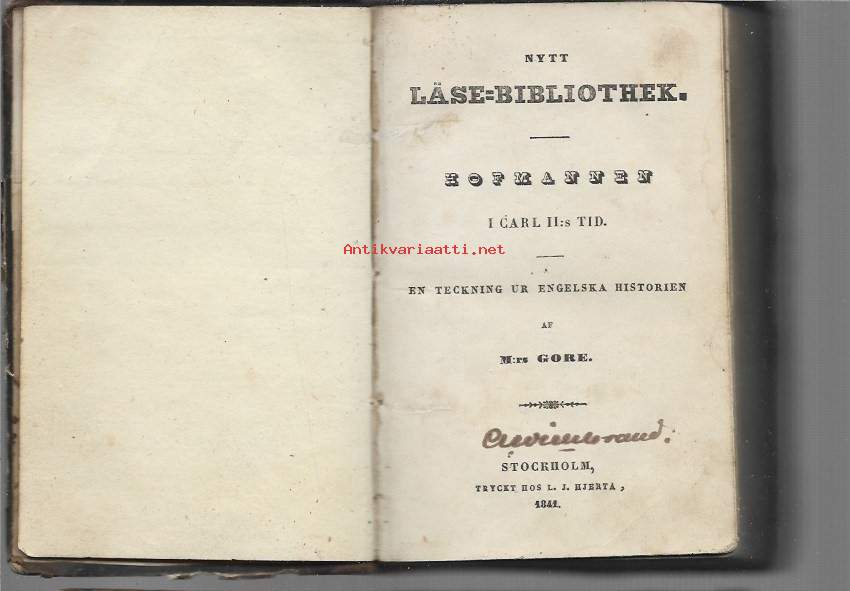 NYTT
LÄSE=BIBLIOTHEK.
HOFMANNEN
I CARL II:s TID.
Antikvariaatti.net
EN TECKNING UR ENGELSKA HISTORIEN
AF
M:rs GORE.
STOCKHOLM,
TRYCKT HOS L. J. HJERTA,
1841.